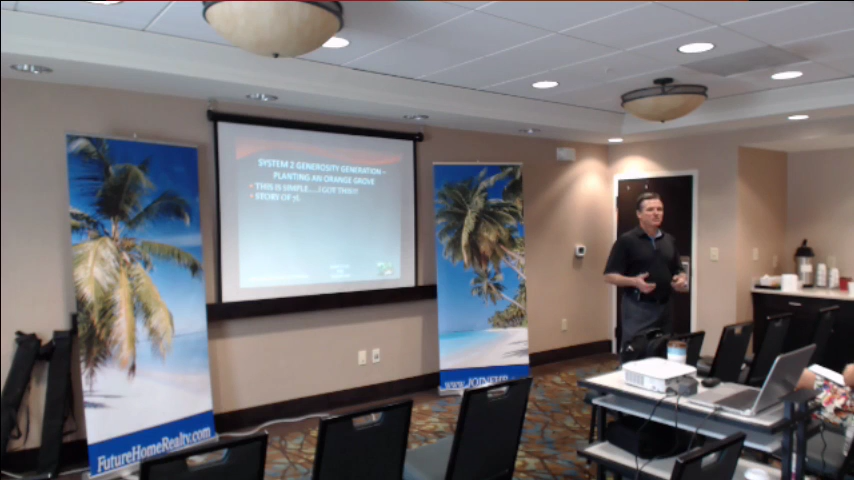 SYSTEM 2 GENEROSITY GENERATION –
PLANTING AN ORANGE GROVE
• THIS IS SIMPLE.....I GOT THIS!!!
• STORY OF
FutureHomeRealty.com